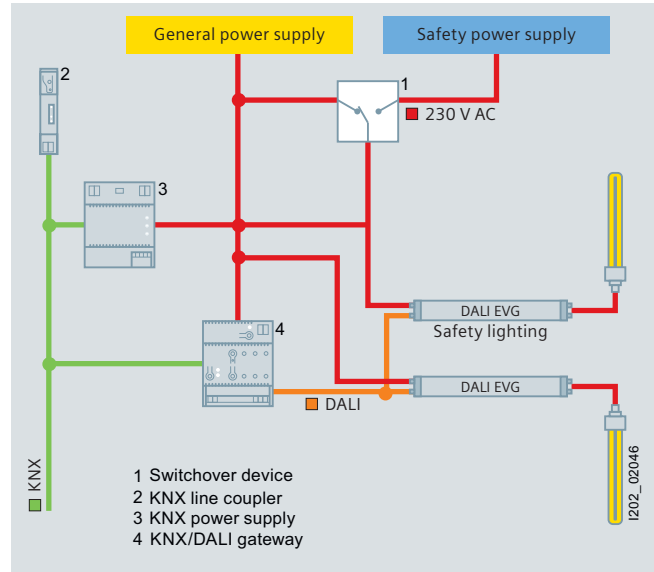 General power supply
Safety power supply
2
1
230 V AC
3
DALI EVG
Safety lighting
4
DALI EVG
DALI
KNX
1 Switchover device
2 KNX line coupler
3 KNX power supply
4 KNX/DALI gateway
I202_02046